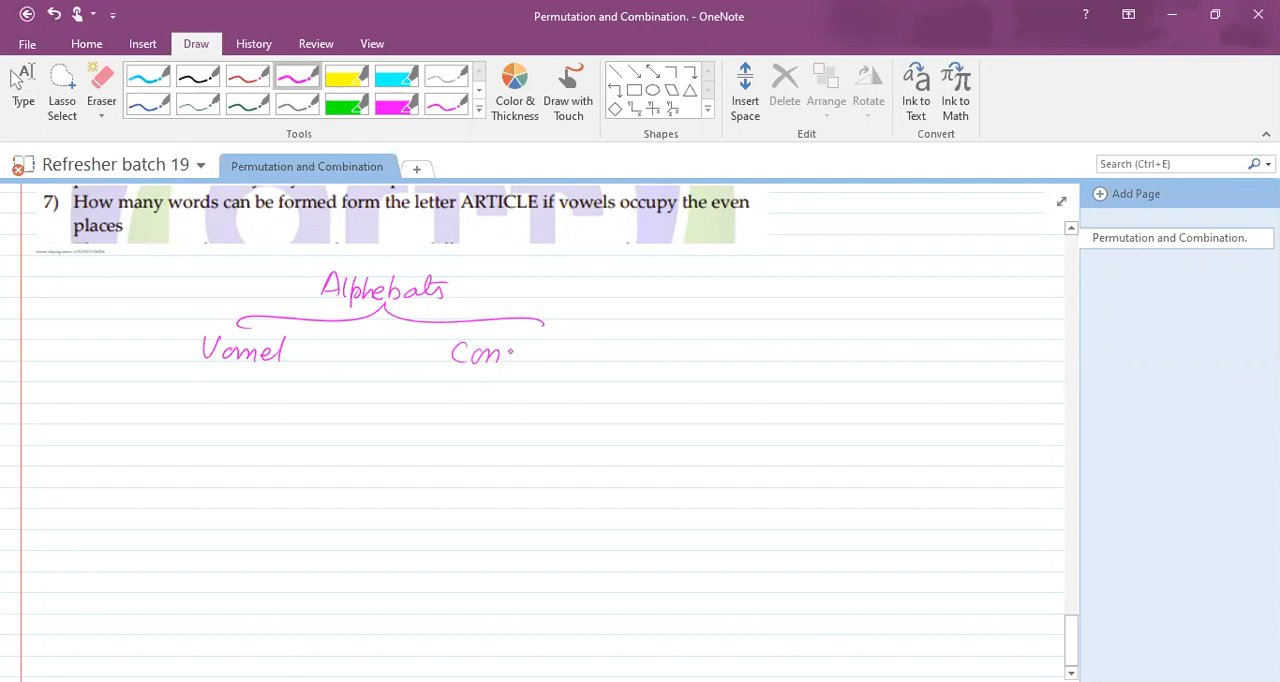 Permutation and Combination. - OneNote
?
File Home Insert Draw History Review View
Type
Lasso Select
Eraser
Color & Thickness
Draw with Touch
Insert Space
Delete
Arrange
Rotate
Ink to Text
Ink to Math
Tools
Shapes
Edit
Convert
Refresher batch 19
Permutation and Combination
Search (Ctrl+E)
Add Page
Permutation and Combination.
7) How many words can be formed form the letter ARTICLE if vowels occupy the even
places
Alphebats
Vowel Con